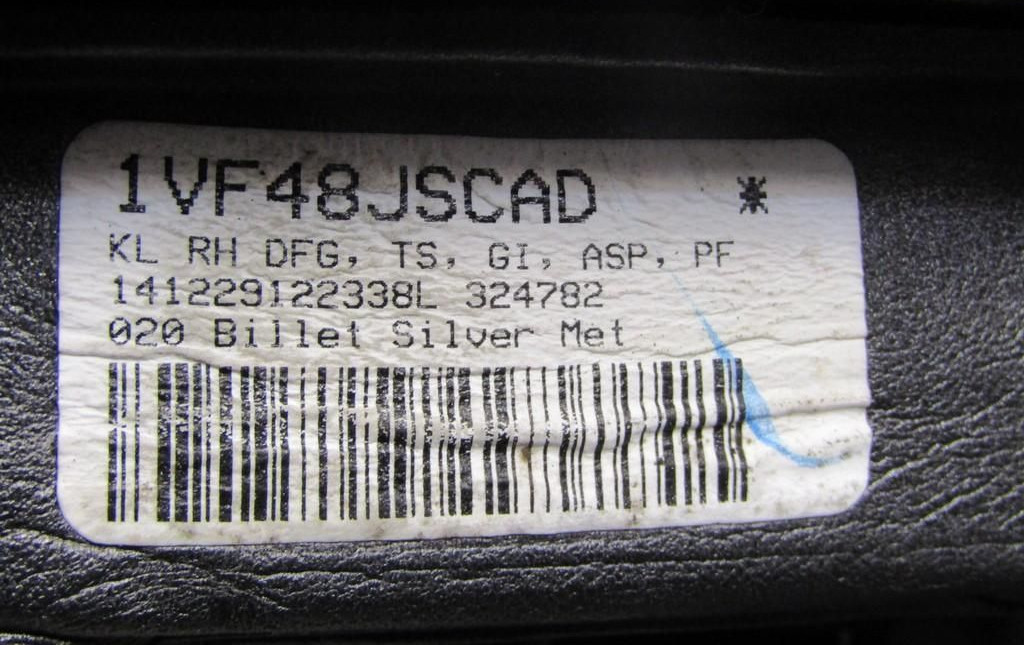 1VF48JSCAD *
KL RH DFG, TS, GI, ASP, PF
141229122338L 324782
020 Billet Silver Met